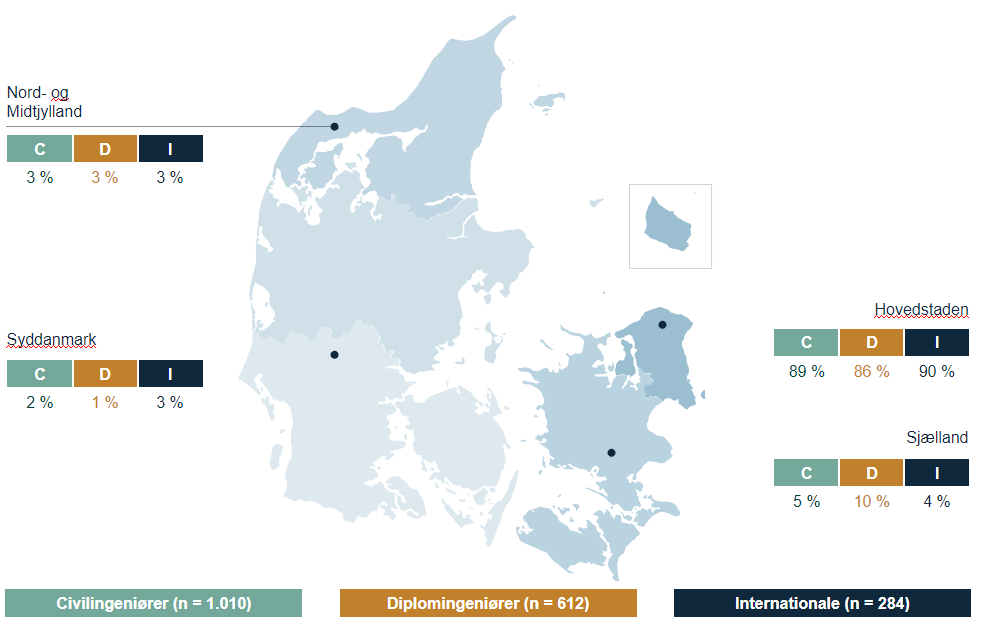 Nord- og
Midtjylland
C D I
3 % 3 % 3 %
Syddanmark
C D I
2 % 1 % 3 %
Hovedstaden
C D I
89 % 86 % 90 %
Sjælland
C D I
5 % 10 % 4 %
Civilingeniører (n = 1.010) Diplomingeniører (n = 612) Internationale (n = 284)